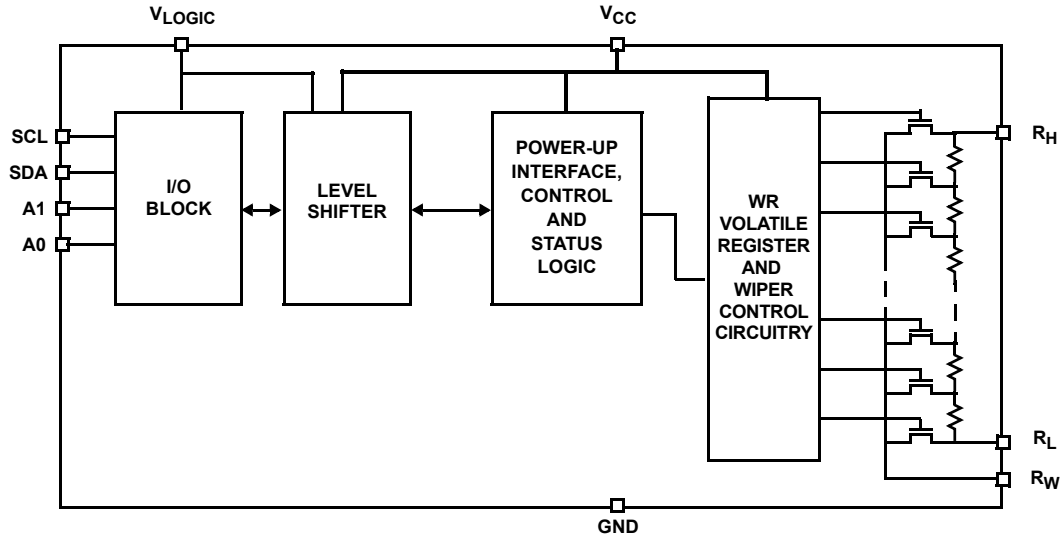 VLOGIC
VCC
SCL
SDA
A1
A0
I/O
BLOCK
LEVEL
SHIFTER
POWER-UP
INTERFACE,
CONTROL
AND
STATUS
LOGIC
WR
VOLATILE
REGISTER
AND
WIPER
CONTROL
CIRCUITRY
RH
RL
RW
GND